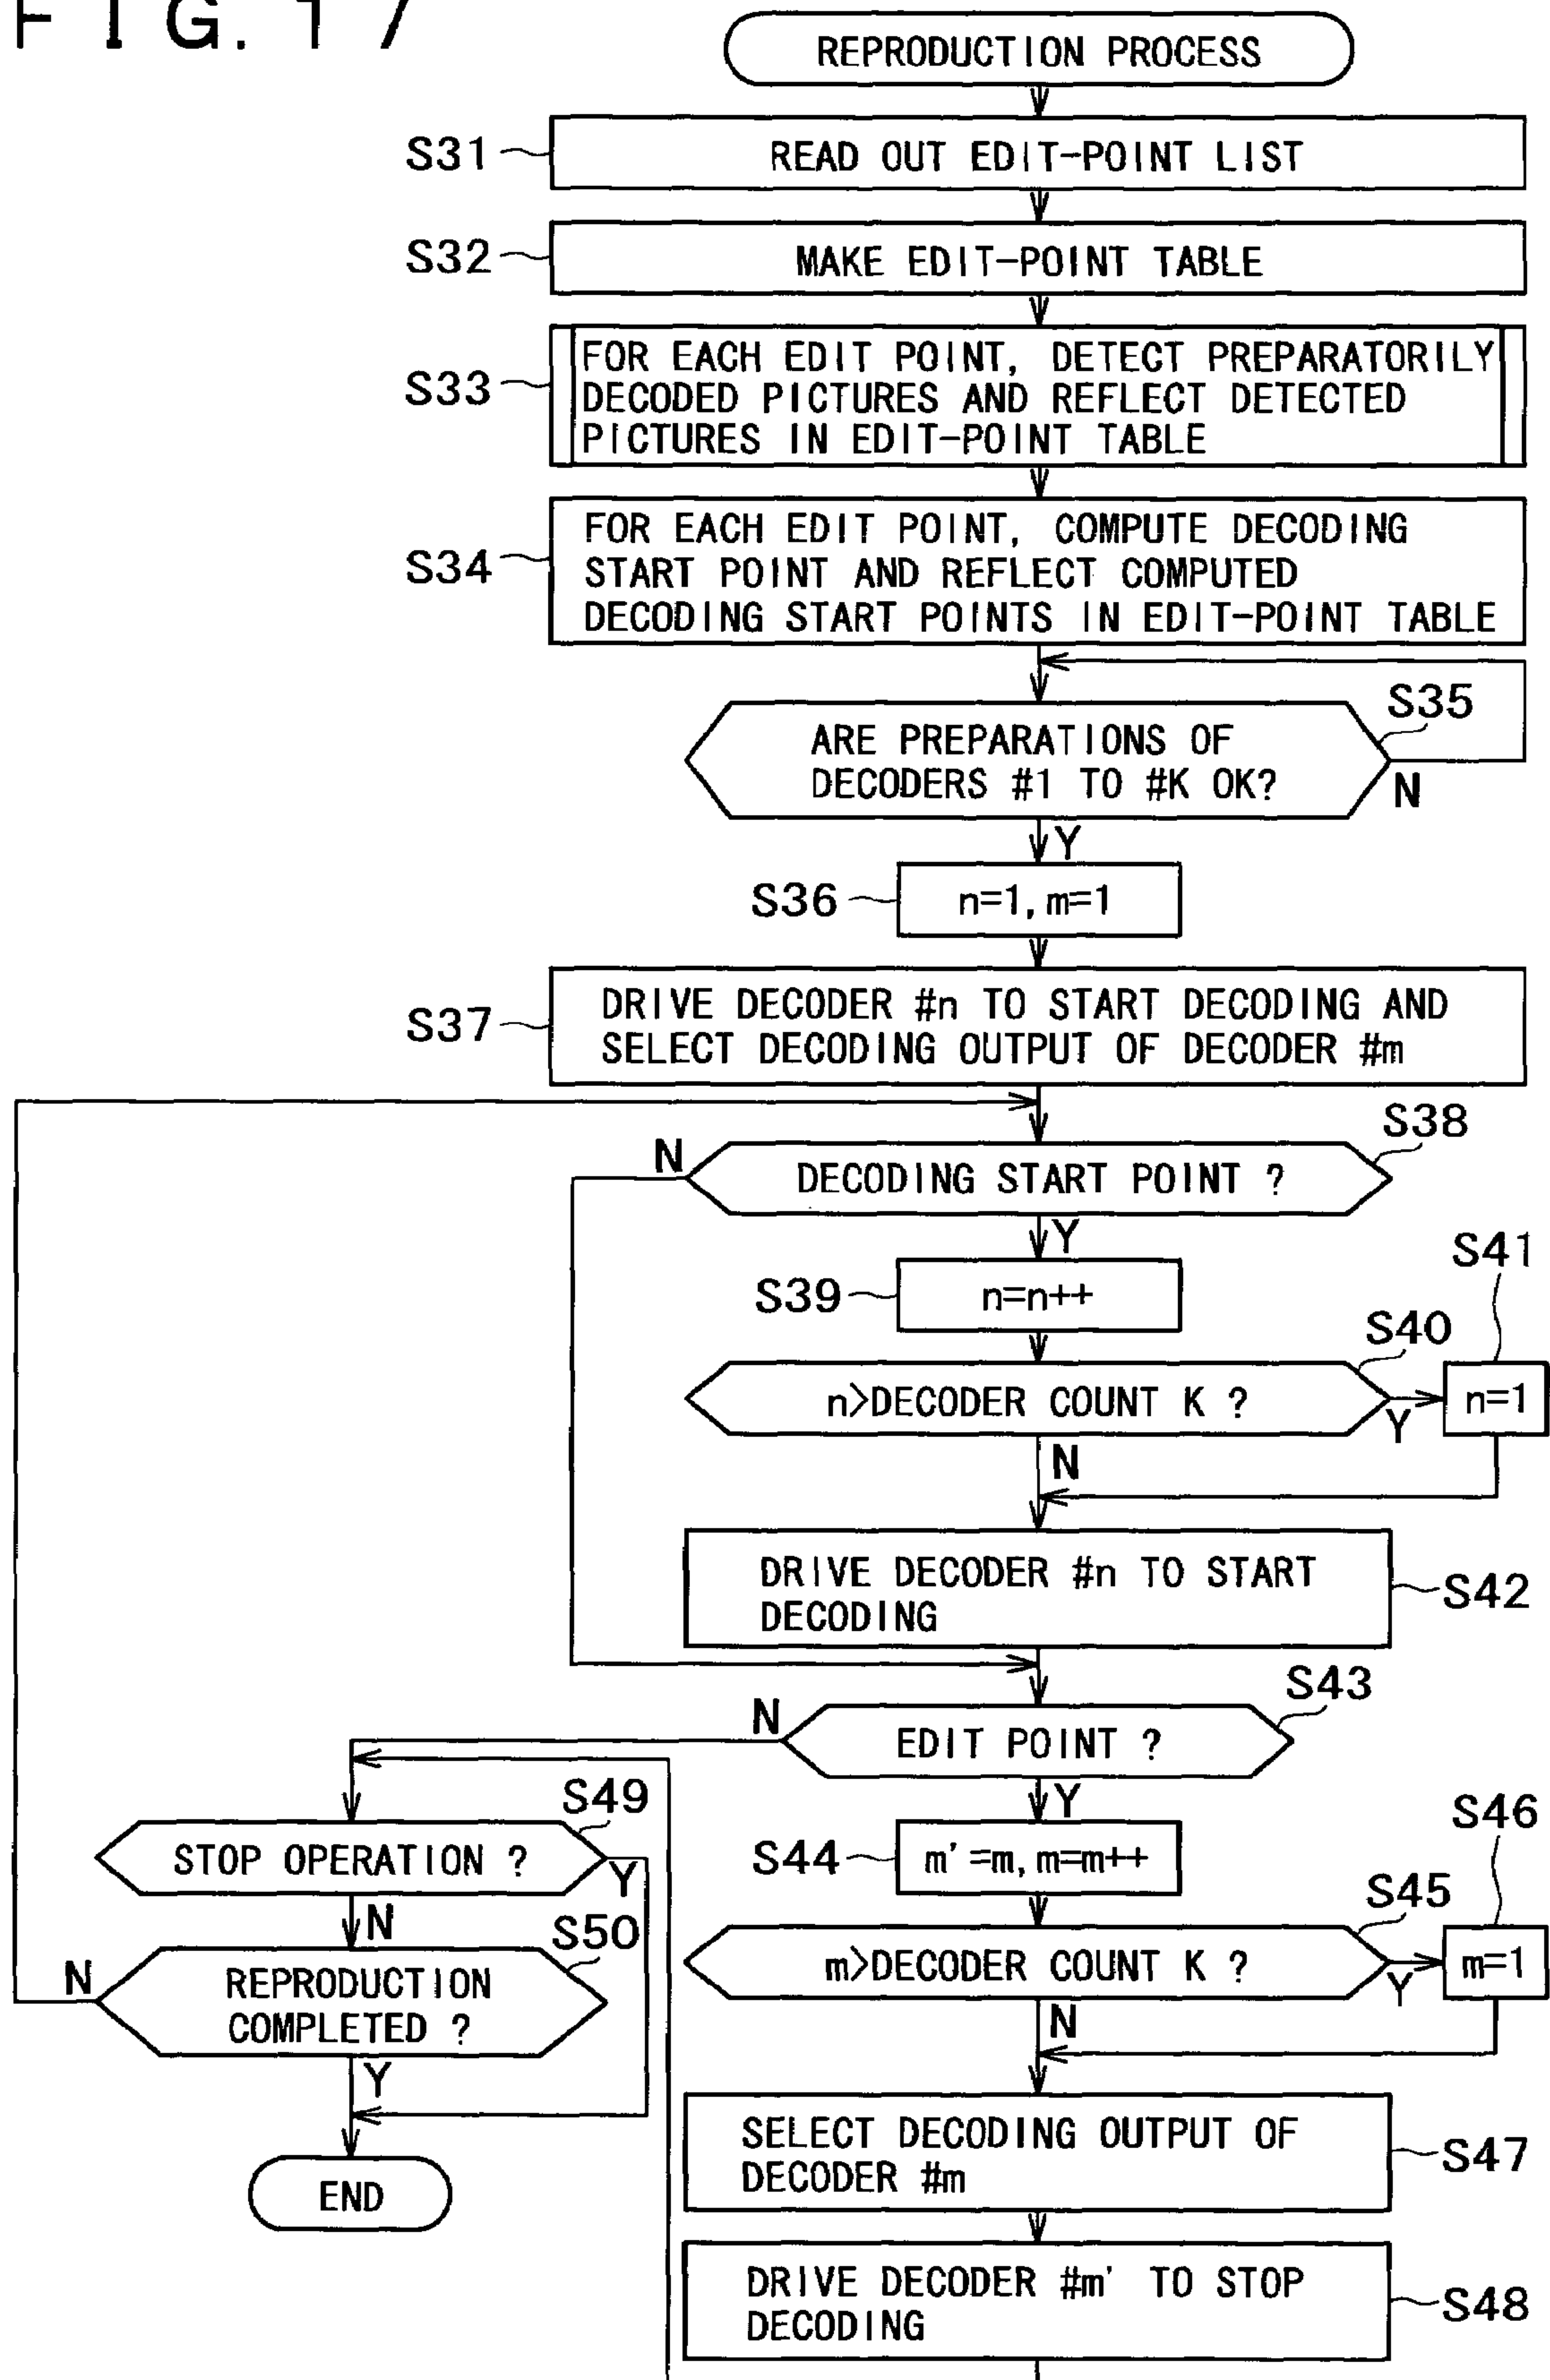 FIG. 17
REPRODUCTION PROCESS
S31
READ OUT EDIT-POINT LIST
S32
MAKE EDIT-POINT TABLE
S33
FOR EACH EDIT POINT, DETECT PREPARATORILY
DECODED PICTURES AND REFLECT DETECTED
PICTURES IN EDIT-POINT TABLE
S34
FOR EACH EDIT POINT, COMPUTE DECODING
START POINT AND REFLECT COMPUTED
DECODING START POINTS IN EDIT-POINT TABLE
S35
ARE PREPARATIONS OF
DECODERS #1 TO #K OK?
N
Y
S36
n=1, m=1
S37
DRIVE DECODER #n TO START DECODING AND
SELECT DECODING OUTPUT OF DECODER #m
S38
N
DECODING START POINT ?
Y
S39
n=n++
S40
S41
n>DECODER COUNT K ?
Y
n=1
N
DRIVE DECODER #n TO START
DECODING
S42
S43
N
EDIT POINT ?
Y
S44
m'=m, m=m++
S45
S46
m>DECODER COUNT K ?
Y
m=1
N
SELECT DECODING OUTPUT OF
DECODER #m
S47
DRIVE DECODER #m' TO STOP
DECODING
S48
S49
STOP OPERATION ?
Y
N
S50
N
REPRODUCTION
COMPLETED ?
Y
END